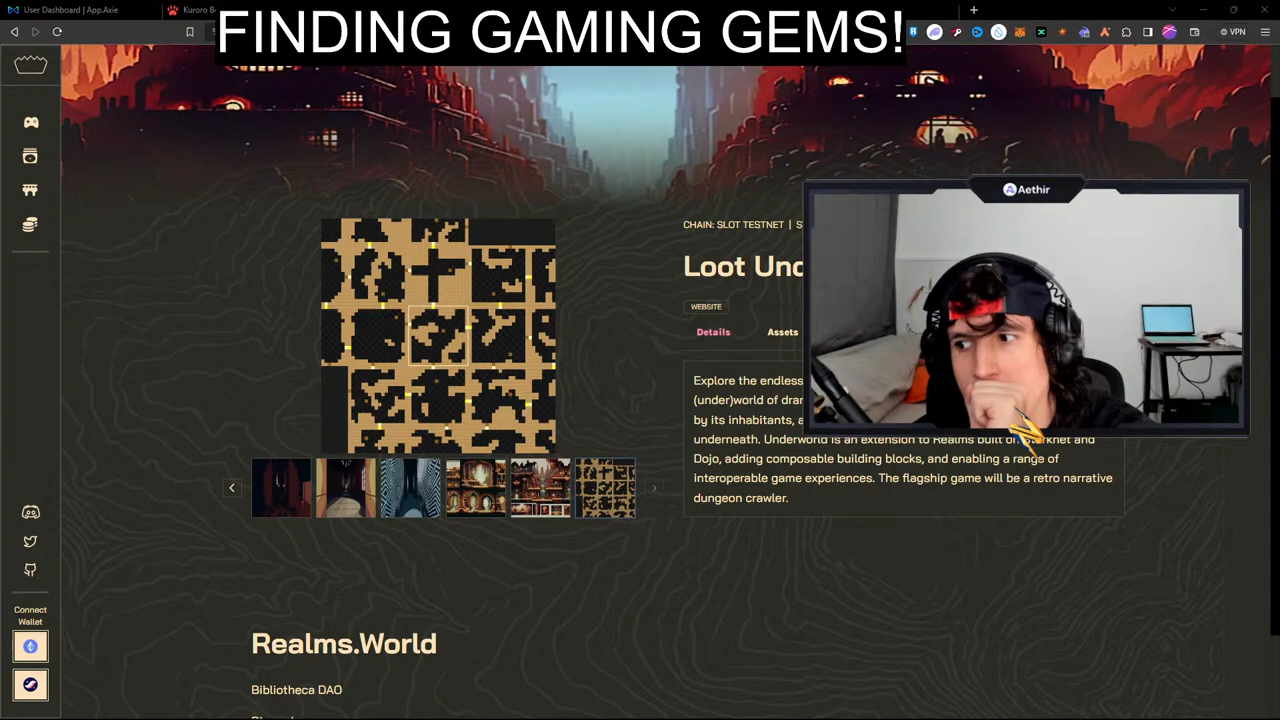 User Dashboard | App.Axie
Kuroro B
FINDING GAMING GEMS!
VPN
Aethir
CHAIN: SLOT TESTNET |
Loot Und
WEBSITE
Details
Assets
Explore the endless
(under)world of
by its inhabitants,
underneath. Underworld is an extension to Realms built on Starknet and
Dojo, adding composable building blocks, and enabling a range of
interoperable game experiences. The flagship game will be a retro narrative
dungeon crawler.
Connect
Wallet
Realms.World
Bibliotheca DAO